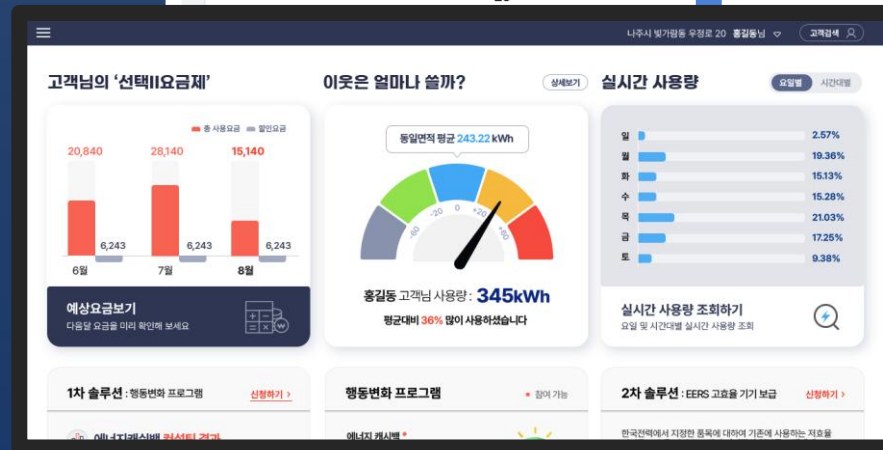 나주시 빛가람동 우정로 20 홍길동님
고객검색
고객님의 '선택II요금제'
총 사용요금 할인요금
20,840 28,140 15,140
6,243 6,243 6,243
6월 7월 8월
예상요금보기
다음달 요금을 미리 확인해 보세요
이웃은 얼마나 쓸까?
상세보기
동일면적 평균 243.22 kWh
-60 -20 0 +20 +60
홍길동 고객님 사용량 : 345kWh
평균대비 36% 많이 사용하셨습니다
실시간 사용량
요일별 시간대별
일 2.57%
월 19.36%
화 15.13%
수 15.28%
목 21.03%
금 17.25%
토 9.38%
실시간 사용량 조회하기
요일 및 시간대별 실시간 사용량 조회
1차 솔루션 : 행동변화 프로그램 신청하기 >
에너지캐시백 컨설팅 결과
행동변화 프로그램 • 참여 가능
에너지 캐시백 *
2차 솔루션 : EERS 고효율 기기 보급 신청하기 >
한국전력에서 지정한 품목에 대하여 기존에 사용하는 저효율